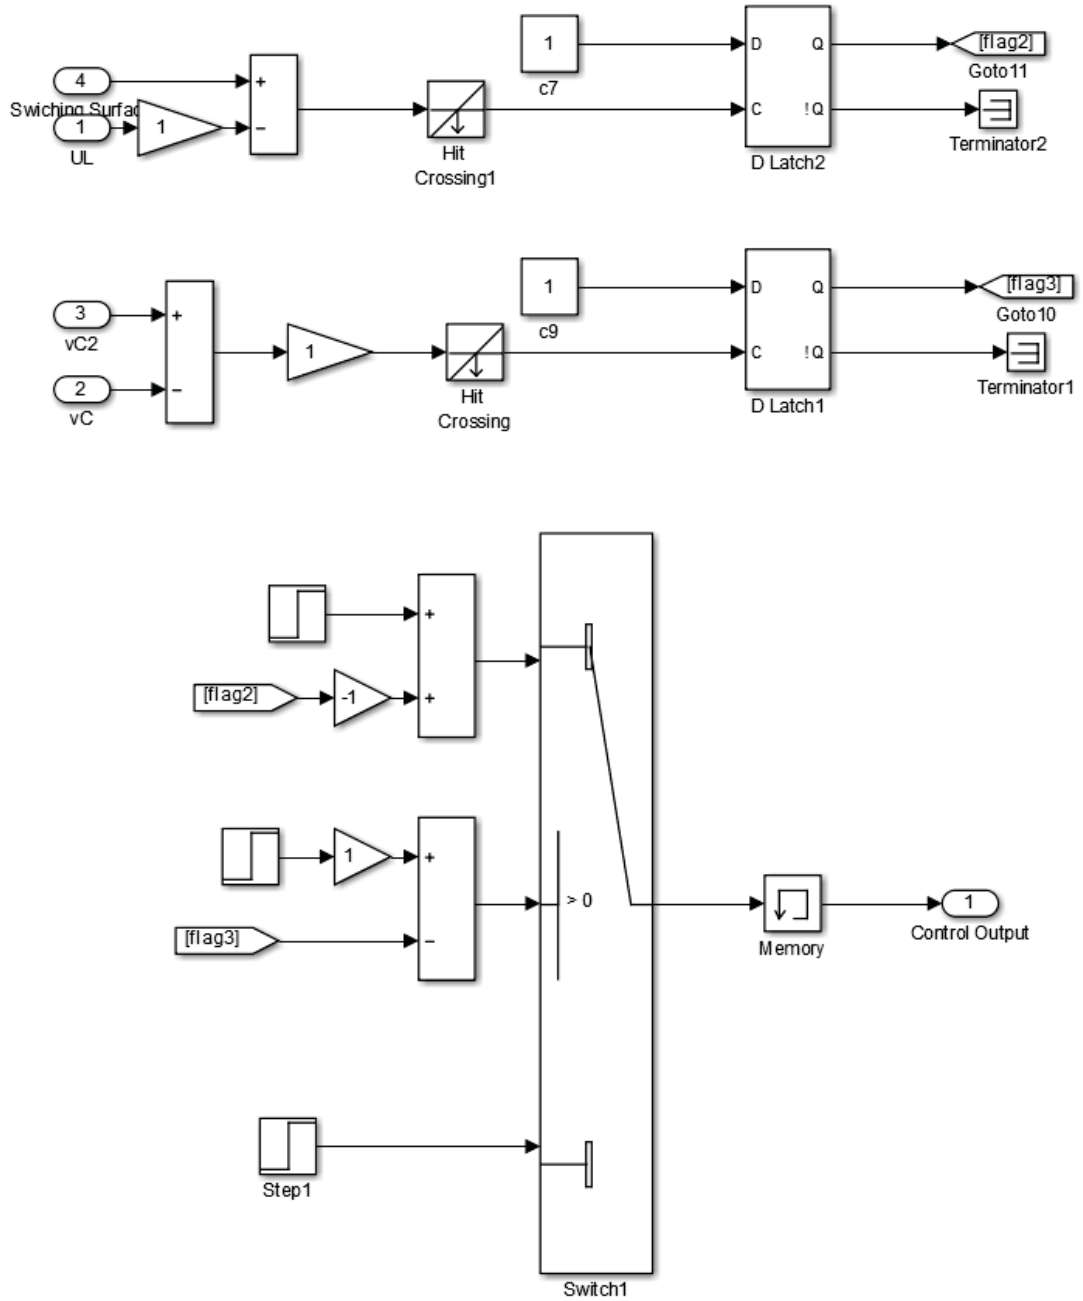 4
+
Swiching Surfac
1
1
−
UL
Hit
Crossing1
1
c7
D
Q
C
!Q
D Latch2
[flag2]
Goto11
Terminator2
3
+
vC2
2
−
vC
1
Hit
Crossing
1
c9
D
Q
C
!Q
D Latch1
[flag3]
Goto10
Terminator1
+
[flag2]
-1
+
1
+
[flag3]
−
> 0
Memory
1
Control Output
Step1
Switch1